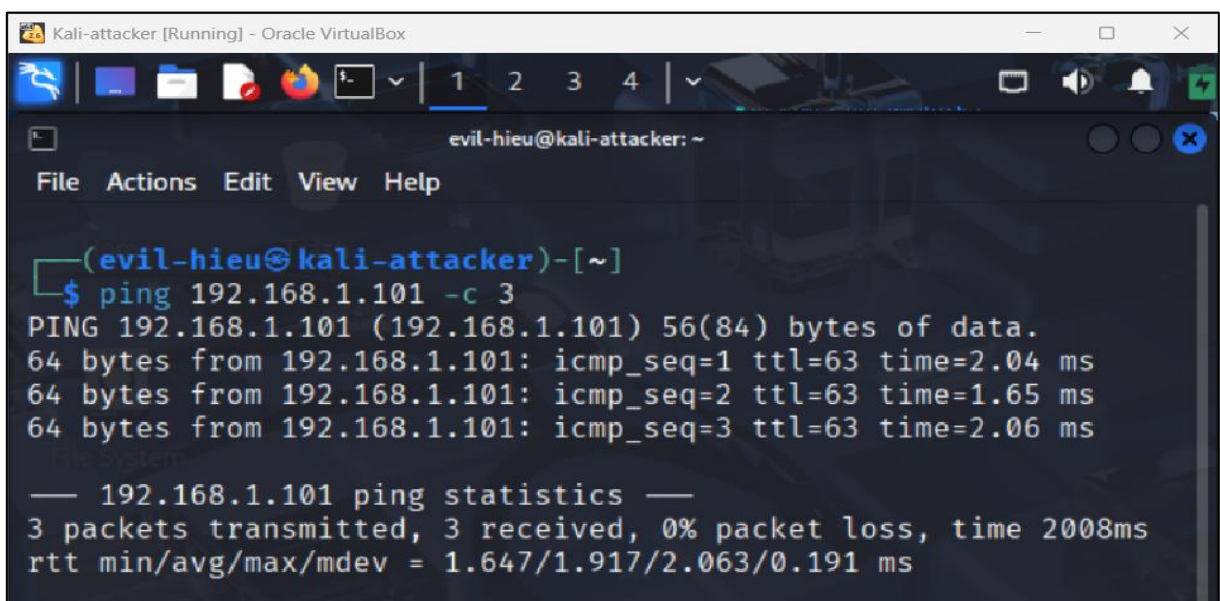 Kali-attacker [Running] - Oracle VirtualBox
1 2 3 4
evil-hieu@kali-attacker: ~
File Actions Edit View Help
┌──(evil-hieu㉿kali-attacker)-[~]
└─$ ping 192.168.1.101 -c 3
PING 192.168.1.101 (192.168.1.101) 56(84) bytes of data.
64 bytes from 192.168.1.101: icmp_seq=1 ttl=63 time=2.04 ms
64 bytes from 192.168.1.101: icmp_seq=2 ttl=63 time=1.65 ms
64 bytes from 192.168.1.101: icmp_seq=3 ttl=63 time=2.06 ms
File System
--- 192.168.1.101 ping statistics ---
3 packets transmitted, 3 received, 0% packet loss, time 2008ms
rtt min/avg/max/mdev = 1.647/1.917/2.063/0.191 ms